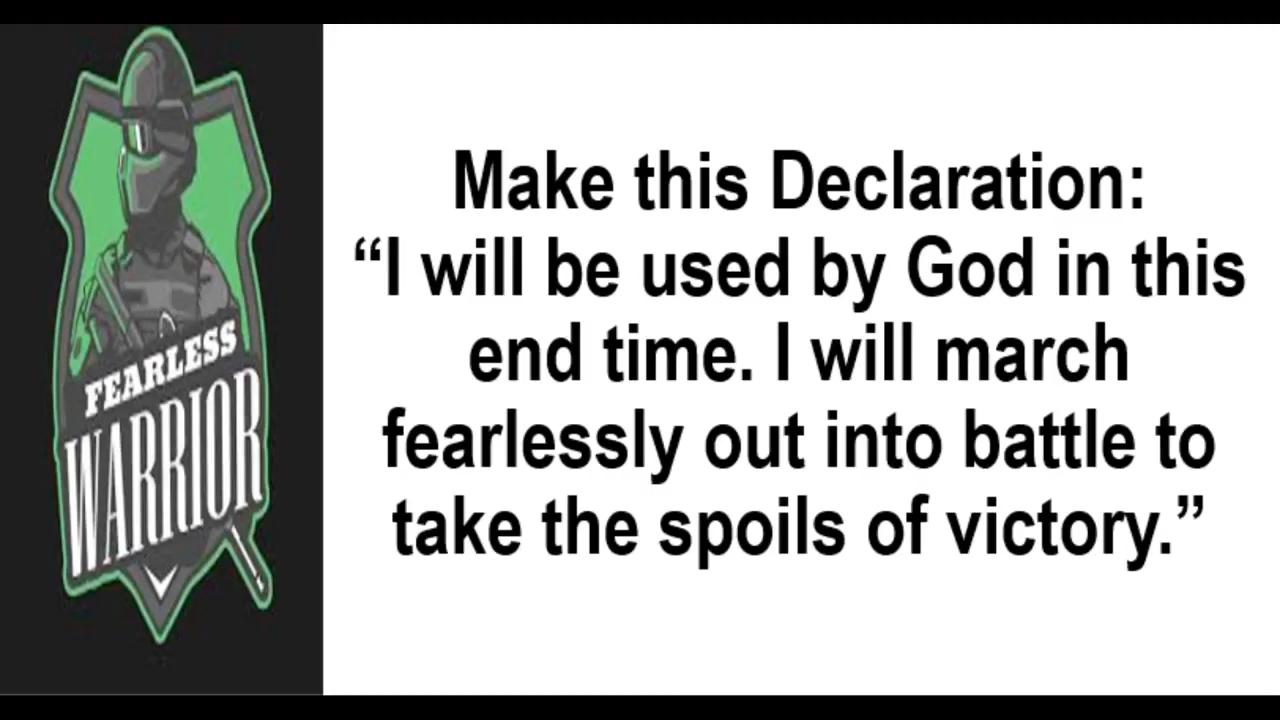 FEARLESS
WARRIOR
Make this Declaration:
“I will be used by God in this
end time. I will march
fearlessly out into battle to
take the spoils of victory.”